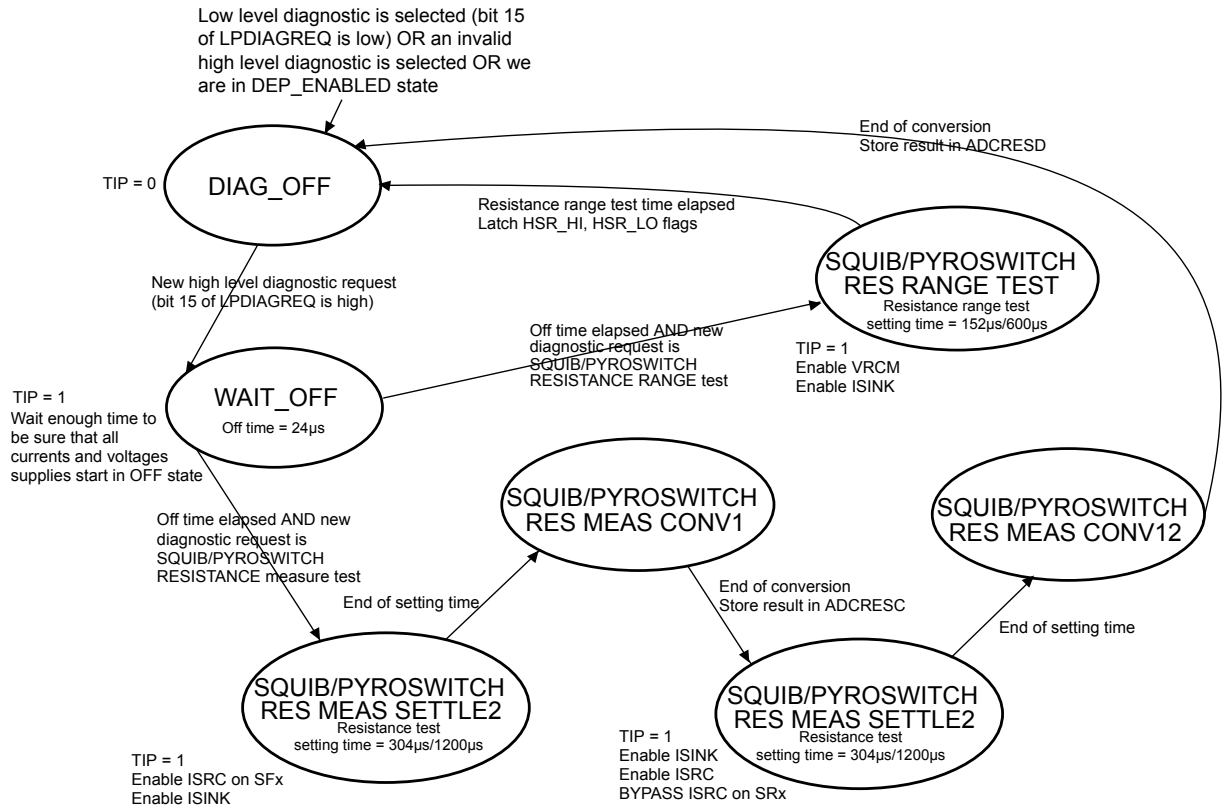 Low level diagnostic is selected (bit 15
of LPDIAGREQ is low) OR an invalid
high level diagnostic is selected OR we
are in DEP_ENABLED state
End of conversion
Store result in ADCRESD
TIP = 0
DIAG_OFF
Resistance range test time elapsed
Latch HSR_HI, HSR_LO flags
SQUIB/PYROSWITCH
RES RANGE TEST
Resistance range test
setting time = 152µs/600µs
New high level diagnostic request
(bit 15 of LPDIAGREQ is high)
Off time elapsed AND new
diagnostic request is
SQUIB/PYROSWITCH
RESISTANCE RANGE test
TIP = 1
Enable VRCM
Enable ISINK
TIP = 1
Wait enough time to
be sure that all
currents and voltages
supplies start in OFF state
WAIT_OFF
Off time = 24µs
SQUIB/PYROSWITCH
RES MEAS CONV1
SQUIB/PYROSWITCH
RES MEAS CONV12
Off time elapsed AND new
diagnostic request is
SQUIB/PYROSWITCH
RESISTANCE measure test
End of setting time
End of conversion
Store result in ADCRESC
End of setting time
SQUIB/PYROSWITCH
RES MEAS SETTLE2
Resistance test
setting time = 304µs/1200µs
TIP = 1
Enable ISRC on SFx
Enable ISINK
SQUIB/PYROSWITCH
RES MEAS SETTLE2
Resistance test
setting time = 304µs/1200µs
TIP = 1
Enable ISINK
Enable ISRC
BYPASS ISRC on SRx